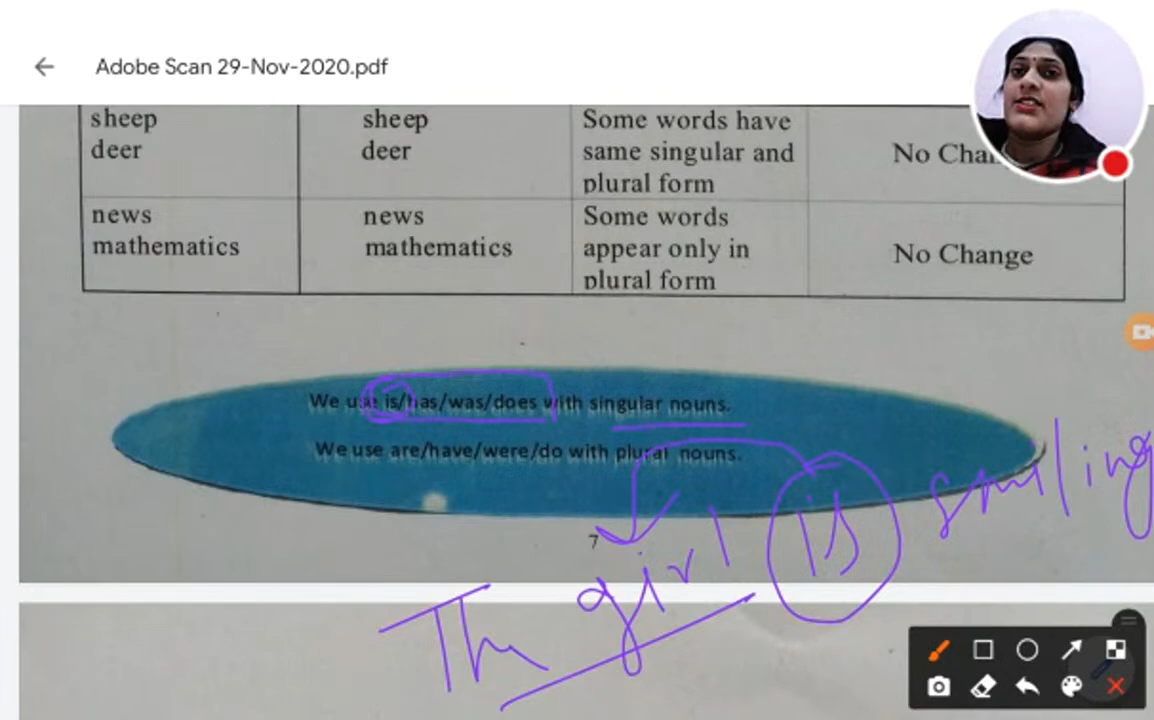 Adobe Scan 29-Nov-2020.pdf
sheep sheep Some words have
deer deer same singular and No Cha
plural form
news news Some words
mathematics mathematics appear only in No Change
plural form
We use is/has/was/does with singular nouns.
We use are/have/were/do with plural nouns.
7
Th girl is smiling